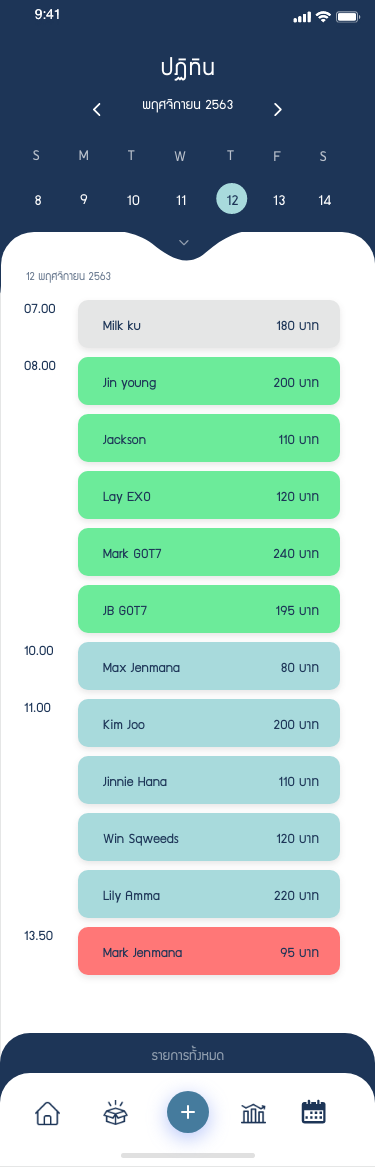 9:41
ปฏิทิน
พฤศจิกายน 2563
S M T W T F S
8 9 10 11 12 13 14
12 พฤศจิกายน 2563
07.00 Milk ku 180 บาท
08.00 Jin young 200 บาท
Jackson 110 บาท
Lay EXO 120 บาท
Mark GOT7 240 บาท
JB GOT7 195 บาท
10.00 Max Jenmana 80 บาท
11.00 Kim Joo 200 บาท
Jinnie Hana 110 บาท
Win Sqweeds 120 บาท
Lily Amma 220 บาท
13.50 Mark Jenmana 95 บาท
รายการทั้งหมด